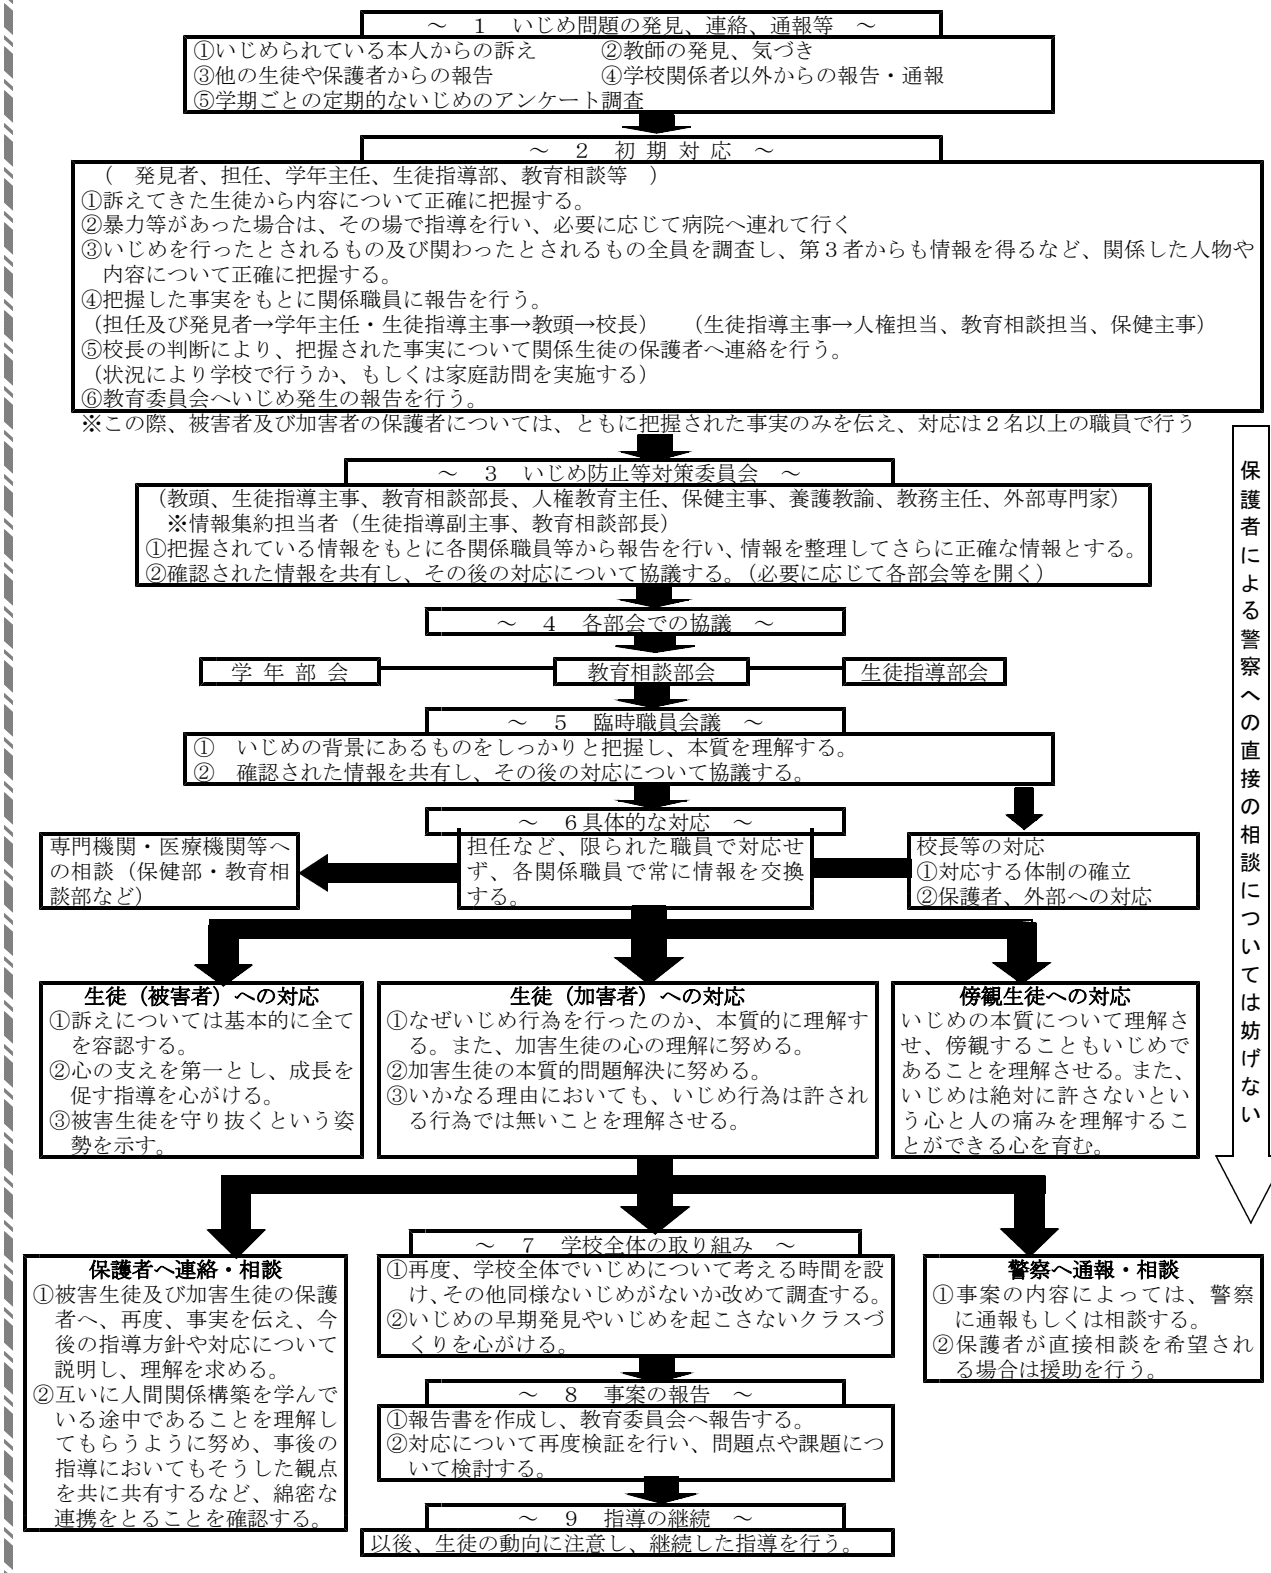 ～　１　いじめ問題の発見、連絡、通報等　～
①いじめられている本人からの訴え　　　②教師の発見、気づき
③他の生徒や保護者からの報告　　　　　④学校関係者以外からの報告・通報
⑤学期ごとの定期的ないじめのアンケート調査
～　２　初 期 対 応　～
（　発見者、担任、学年主任、生徒指導部、教育相談等　）
①訴えてきた生徒から内容について正確に把握する。
②暴力等があった場合は、その場で指導を行い、必要に応じて病院へ連れて行く
③いじめを行ったとされるもの及び関わったとされるもの全員を調査し、第３者からも情報を得るなど、関係した人物や
内容について正確に把握する。
④把握した事実をもとに関係職員に報告を行う。
（担任及び発見者→学年主任・生徒指導主事→教頭→校長）　（生徒指導主事→人権担当、教育相談担当、保健主事）
⑤校長の判断により、把握された事実について関係生徒の保護者へ連絡を行う。
（状況により学校で行うか、もしくは家庭訪問を実施する）
⑥教育委員会へいじめ発生の報告を行う。
※この際、被害者及び加害者の保護者については、ともに把握された事実のみを伝え、対応は２名以上の職員で行う
～　３　いじめ防止等対策委員会　～
（教頭、生徒指導主事、教育相談部長、人権教育主任、保健主事、養護教諭、教務主任、外部専門家）
※情報集約担当者（生徒指導副主事、教育相談部長）
①把握されている情報をもとに各関係職員等から報告を行い、情報を整理してさらに正確な情報とする。
②確認された情報を共有し、その後の対応について協議する。（必要に応じて各部会等を開く）
～　４　各部会での協議　～
学 年 部 会　教育相談部会　生徒指導部会
～　５　臨時職員会議　～
①　いじめの背景にあるものをしっかりと把握し、本質を理解する。
②　確認された情報を共有し、その後の対応について協議する。
～　６具体的な対応　～
専門機関・医療機関等へ
の相談（保健部・教育相
談部など）
担任など、限られた職員で対応せ
ず、各関係職員で常に情報を交換
する。
校長等の対応
①対応する体制の確立
②保護者、外部への対応
生徒（被害者）への対応
①訴えについては基本的に全て
を容認する。
②心の支えを第一とし、成長を
促す指導を心がける。
③被害生徒を守り抜くという姿
勢を示す。
生徒（加害者）への対応
①なぜいじめ行為を行ったのか、本質的に理解す
る。また、加害生徒の心の理解に努める。
②加害生徒の本質的問題解決に努める。
③いかなる理由においても、いじめ行為は許され
る行為では無いことを理解させる。
傍観生徒への対応
いじめの本質について理解さ
せ、傍観することもいじめで
あることを理解させる。また、
いじめは絶対に許さないとい
う心と人の痛みを理解するこ
とができる心を育む。
保護者による警察への直接の相談については妨げない
保護者へ連絡・相談
①被害生徒及び加害生徒の保護
者へ、再度、事実を伝え、今
後の指導方針や対応について
説明し、理解を求める。
②互いに人間関係構築を学んで
いる途中であることを理解し
てもらうように努め、事後の
指導においてもそうした観点
を共に共有するなど、綿密な
連携をとることを確認する。
～　７　学校全体の取り組み　～
①再度、学校全体でいじめについて考える時間を設
け、その他同様ないじめがないか改めて調査する。
②いじめの早期発見やいじめを起こさないクラスづ
くりを心がける。
～　８　事案の報告　～
①報告書を作成し、教育委員会へ報告する。
②対応について再度検証を行い、問題点や課題につ
いて検討する。
～　９　指導の継続　～
以後、生徒の動向に注意し、継続した指導を行う。
警察へ通報・相談
①事案の内容によっては、警察
に通報もしくは相談する。
②保護者が直接相談を希望され
る場合は援助を行う。